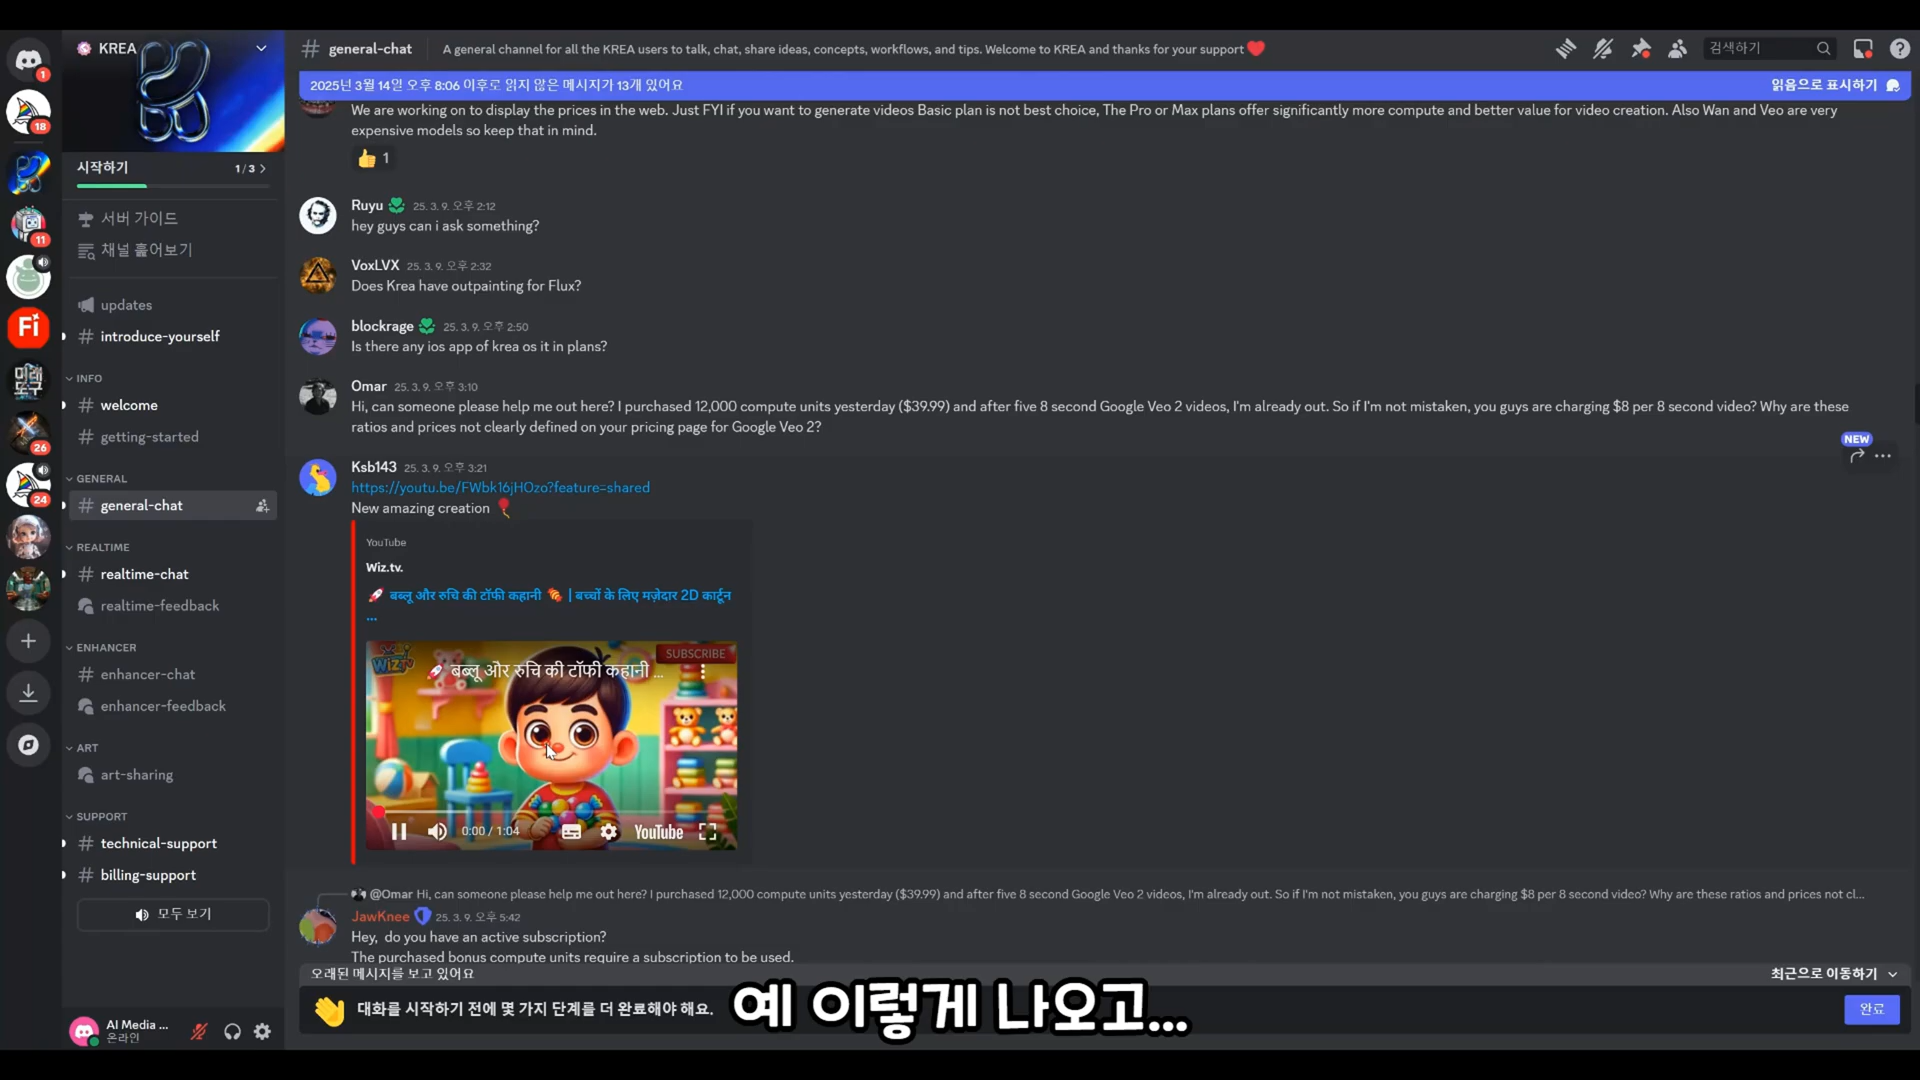 KREA
general-chat
A general channel for all the KREA users to talk, chat, share ideas, concepts, workflows, and tips. Welcome to KREA and thanks for your support ❤️
검색하기
2025년 3월 14일 오후 8:06 이후로 읽지 않은 메시지가 13개 있어요
읽음으로 표시하기
We are working on to display the prices in the web. Just FYI if you want to generate videos Basic plan is not best choice, The Pro or Max plans offer significantly more compute and better value for video creation. Also Wan and Veo are very
expensive models so keep that in mind.
👍 1
시작하기
1/3
서버 가이드
채널 훑어보기
updates
introduce-yourself
INFO
welcome
getting-started
GENERAL
general-chat
REALTIME
realtime-chat
realtime-feedback
ENHANCER
enhancer-chat
enhancer-feedback
ART
art-sharing
SUPPORT
technical-support
billing-support
모두 보기
AI Media ...
온라인
1
18
11
Fi
미래
도구
26
24
Ruyu 25. 3. 9. 오후 2:12
hey guys can i ask something?
VoxLVX 25. 3. 9. 오후 2:32
Does Krea have outpainting for Flux?
blockrage 25. 3. 9. 오후 2:50
Is there any ios app of krea os it in plans?
Omar 25. 3. 9. 오후 3:10
Hi, can someone please help me out here? I purchased 12,000 compute units yesterday ($39.99) and after five 8 second Google Veo 2 videos, I'm already out. So if I'm not mistaken, you guys are charging $8 per 8 second video? Why are these
ratios and prices not clearly defined on your pricing page for Google Veo 2?
NEW
Ksb143 25. 3. 9. 오후 3:21
https://youtu.be/FWbk16jHOzo?feature=shared
New amazing creation 🎈
YouTube
Wiz.tv.
🚀 बब्लू और रुचि की टॉफी कहानी 🍬 | बच्चों के लिए मज़ेदार 2D कार्टून
...
WizTV
SUBSCRIBE
🚀 बब्लू और रुचि की टॉफी कहानी ...
0:00 / 1:04
YouTube
@Omar Hi, can someone please help me out here? I purchased 12,000 compute units yesterday ($39.99) and after five 8 second Google Veo 2 videos, I'm already out. So if I'm not mistaken, you guys are charging $8 per 8 second video? Why are these ratios and prices not cl...
JawKnee 25. 3. 9. 오후 5:42
Hey, do you have an active subscription?
The purchased bonus compute units require a subscription to be used.
오래된 메시지를 보고 있어요
최근으로 이동하기
👋 대화를 시작하기 전에 몇 가지 단계를 더 완료해야 해요.
완료
예 이렇게 나오고...